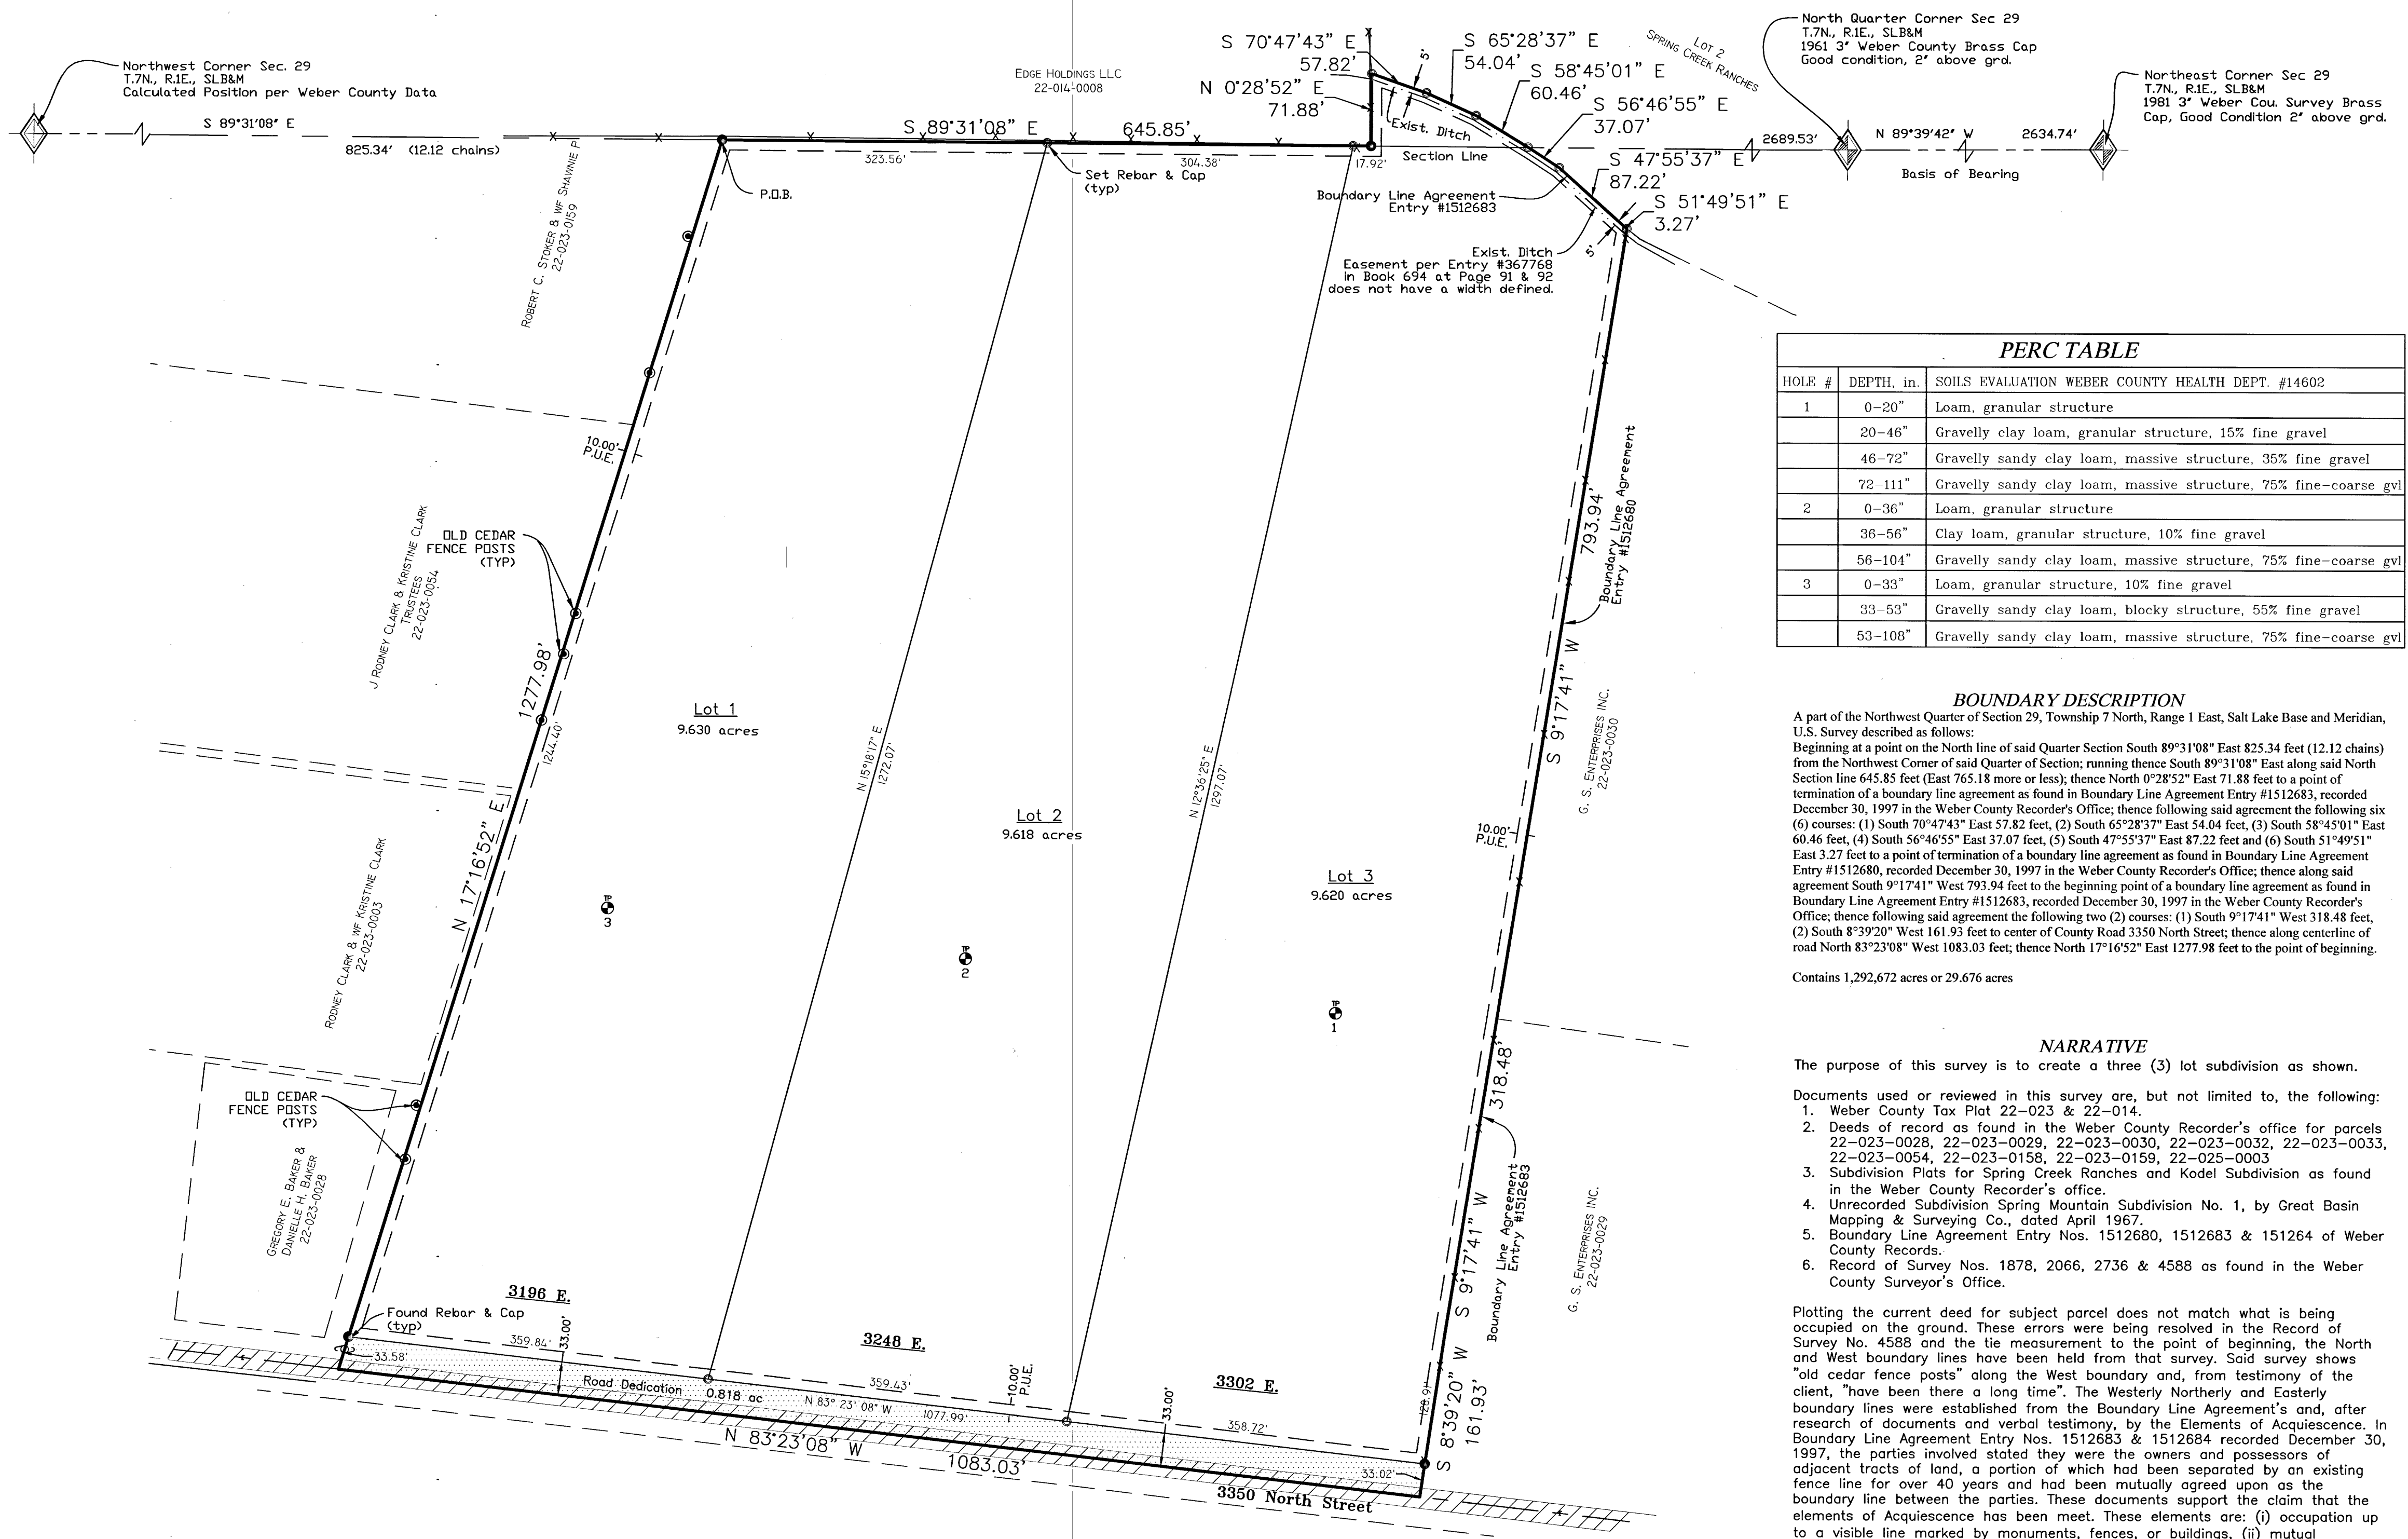 Northwest Corner Sec. 29
T.7N., R.1E., SLB&M
Calculated Position per Weber County Data
S 89°31'08" E
825.34' (12.12 chains)
EDGE HOLDINGS LLC
22-014-0008
S 89°31'08" E 645.85'
323.56'
304.38'
17.92'
P.O.B.
Set Rebar & Cap
(typ)
S 70°47'43" E
57.82'
N 0°28'52" E
71.88'
5'
S 65°28'37" E
54.04'
S 58°45'01" E
60.46'
S 56°46'55" E
37.07'
S 47°55'37" E
87.22'
S 51°49'51" E
3.27'
LOT 2
SPRING CREEK RANCHES
Exist. Ditch
Section Line
Boundary Line Agreement
Entry #1512683
Exist. Ditch
Easement per Entry #367768
in Book 694 at Page 91 & 92
does not have a width defined.
5'
North Quarter Corner Sec 29
T.7N., R.1E., SLB&M
1961 3" Weber County Brass Cap
Good condition, 2" above grd.
Northeast Corner Sec 29
T.7N., R.1E., SLB&M
1981 3" Weber Cou. Survey Brass
Cap, Good Condition 2" above grd.
2689.53'
N 89°39'42" W 2634.74'
Basis of Bearing
ROBERT C. STOKER & WF SHAWNIE P
22-023-0159
10.00'
P.U.E.
J RODNEY CLARK & KRISTINE CLARK
TRUSTEES
22-023-0054
OLD CEDAR
FENCE POSTS
(TYP)
1277.98'
1244.40'
N 17°16'52" E
RODNEY CLARK & WF KRISTINE CLARK
22-023-0003
OLD CEDAR
FENCE POSTS
(TYP)
GREGORY E. BAKER &
DANIELLE H. BAKER
22-023-0028
Lot 1
9.630 acres
N 15°18'17" E
1272.07'
Lot 2
9.618 acres
N 12°36'25" E
1297.07'
Lot 3
9.620 acres
TP
3
TP
2
TP
1
793.94'
Boundary Line Agreement
Entry #1512680
S 9°17'41" W
G. S. ENTERPRISES INC.
22-023-0030
10.00'
P.U.E.
318.48'
S 9°17'41" W
Boundary Line Agreement
Entry #1512683
G. S. ENTERPRISES INC.
22-023-0029
S 8°39'20" W
161.93'
128.91'
33.02'
3196 E.
Found Rebar & Cap
(typ)
33.58'
359.84'
33.00'
3248 E.
359.43'
10.00'
P.U.E.
3302 E.
33.00'
358.72'
Road Dedication 0.818 ac
N 83° 23' 08" W 1077.99'
N 83°23'08" W
1083.03'
3350 North Street
PERC TABLE
HOLE # DEPTH, in. SOILS EVALUATION WEBER COUNTY HEALTH DEPT. #14602
1 0-20" Loam, granular structure
20-46" Gravelly clay loam, granular structure, 15% fine gravel
46-72" Gravelly sandy clay loam, massive structure, 35% fine gravel
72-111" Gravelly sandy clay loam, massive structure, 75% fine-coarse gvl
2 0-36" Loam, granular structure
36-56" Clay loam, granular structure, 10% fine gravel
56-104" Gravelly sandy clay loam, massive structure, 75% fine-coarse gvl
3 0-33" Loam, granular structure, 10% fine gravel
33-53" Gravelly sandy clay loam, blocky structure, 55% fine gravel
53-108" Gravelly sandy clay loam, massive structure, 75% fine-coarse gvl
BOUNDARY DESCRIPTION
A part of the Northwest Quarter of Section 29, Township 7 North, Range 1 East, Salt Lake Base and Meridian,
U.S. Survey described as follows:
Beginning at a point on the North line of said Quarter Section South 89°31'08" East 825.34 feet (12.12 chains)
from the Northwest Corner of said Quarter of Section; running thence South 89°31'08" East along said North
Section line 645.85 feet (East 765.18 more or less); thence North 0°28'52" East 71.88 feet to a point of
termination of a boundary line agreement as found in Boundary Line Agreement Entry #1512683, recorded
December 30, 1997 in the Weber County Recorder's Office; thence following said agreement the following six
(6) courses: (1) South 70°47'43" East 57.82 feet, (2) South 65°28'37" East 54.04 feet, (3) South 58°45'01" East
60.46 feet, (4) South 56°46'55" East 37.07 feet, (5) South 47°55'37" East 87.22 feet and (6) South 51°49'51"
East 3.27 feet to a point of termination of a boundary line agreement as found in Boundary Line Agreement
Entry #1512680, recorded December 30, 1997 in the Weber County Recorder's Office; thence along said
agreement South 9°17'41" West 793.94 feet to the beginning point of a boundary line agreement as found in
Boundary Line Agreement Entry #1512683, recorded December 30, 1997 in the Weber County Recorder's
Office; thence following said agreement the following two (2) courses: (1) South 9°17'41" West 318.48 feet,
(2) South 8°39'20" West 161.93 feet to center of County Road 3350 North Street; thence along centerline of
road North 83°23'08" West 1083.03 feet; thence North 17°16'52" East 1277.98 feet to the point of beginning.
Contains 1,292,672 acres or 29.676 acres
NARRATIVE
The purpose of this survey is to create a three (3) lot subdivision as shown.
Documents used or reviewed in this survey are, but not limited to, the following:
1. Weber County Tax Plat 22-023 & 22-014.
2. Deeds of record as found in the Weber County Recorder's office for parcels
22-023-0028, 22-023-0029, 22-023-0030, 22-023-0032, 22-023-0033,
22-023-0054, 22-023-0158, 22-023-0159, 22-025-0003
3. Subdivision Plats for Spring Creek Ranches and Kodel Subdivision as found
in the Weber County Recorder's office.
4. Unrecorded Subdivision Spring Mountain Subdivision No. 1, by Great Basin
Mapping & Surveying Co., dated April 1967.
5. Boundary Line Agreement Entry Nos. 1512680, 1512683 & 151264 of Weber
County Records.
6. Record of Survey Nos. 1878, 2066, 2736 & 4588 as found in the Weber
County Surveyor's Office.
Plotting the current deed for subject parcel does not match what is being
occupied on the ground. These errors were being resolved in the Record of
Survey No. 4588 and the tie measurement to the point of beginning, the North
and West boundary lines have been held from that survey. Said survey shows
"old cedar fence posts" along the West boundary and, from testimony of the
client, "have been there a long time". The Westerly Northerly and Easterly
boundary lines were established from the Boundary Line Agreement's and, after
research of documents and verbal testimony, by the Elements of Acquiescence. In
Boundary Line Agreement Entry Nos. 1512683 & 1512684 recorded December 30,
1997, the parties involved stated they were the owners and possessors of
adjacent tracts of land, a portion of which had been separated by an existing
fence line for over 40 years and had been mutually agreed upon as the
boundary line between the parties. These documents support the claim that the
elements of Acquiescence has been meet. These elements are: (i) occupation up
to a visible line marked by monuments, fences, or buildings, (ii) mutual